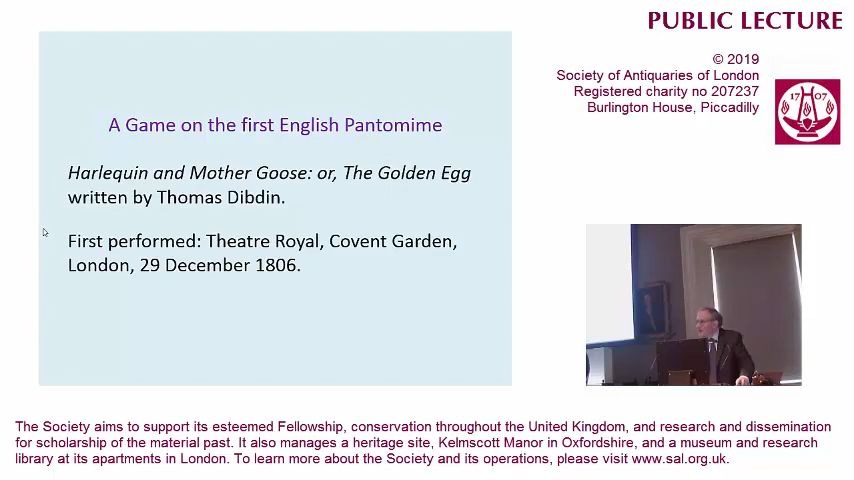 PUBLIC LECTURE
© 2019
Society of Antiquaries of London
Registered charity no 207237
Burlington House, Piccadilly
17 07
A Game on the first English Pantomime
Harlequin and Mother Goose: or, The Golden Egg
written by Thomas Dibdin.
First performed: Theatre Royal, Covent Garden,
London, 29 December 1806.
The Society aims to support its esteemed Fellowship, conservation throughout the United Kingdom, and research and dissemination
for scholarship of the material past. It also manages a heritage site, Kelmscott Manor in Oxfordshire, and a museum and research
library at its apartments in London. To learn more about the Society and its operations, please visit www.sal.org.uk.